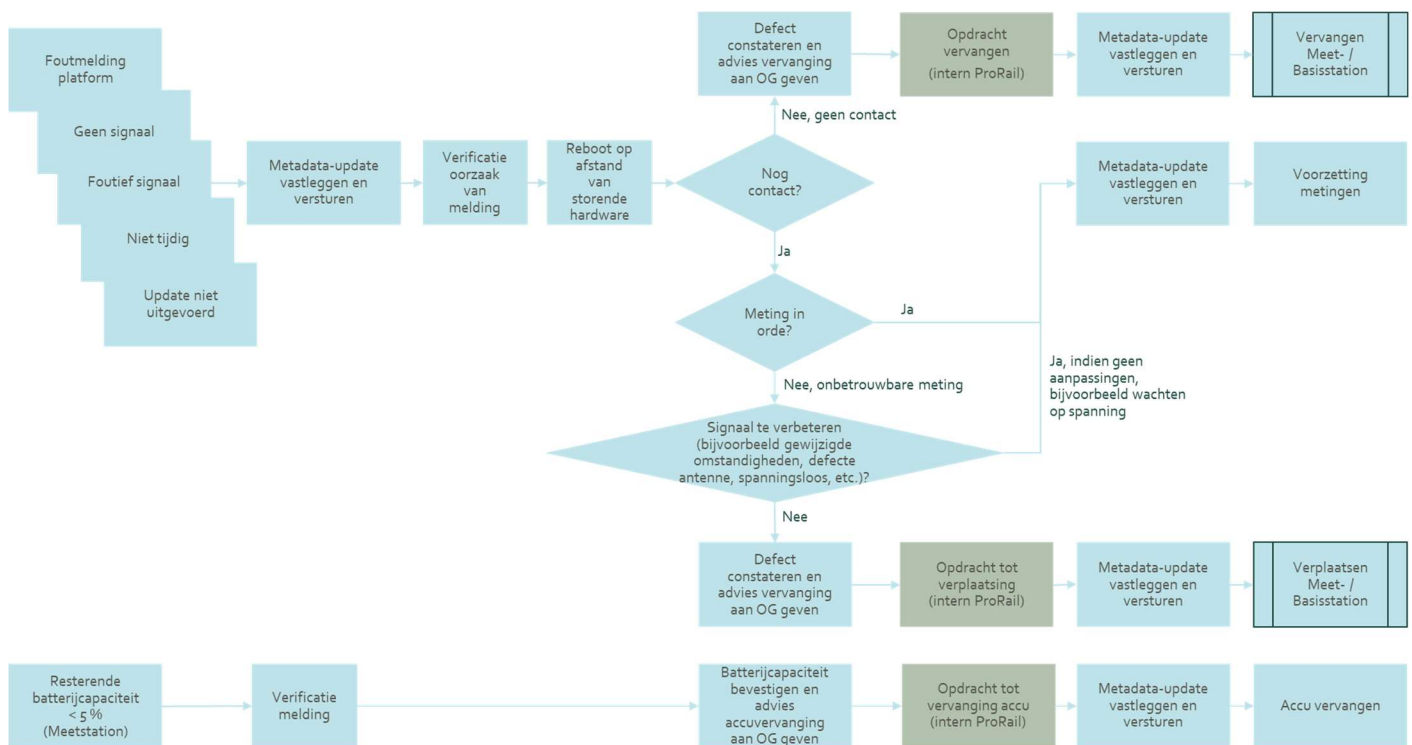 Foutmelding
platform
Geen signaal
Foutief signaal
Niet tijdig
Update niet
uitgevoerd
Metadata-update
vastleggen en
versturen
Verificatie
oorzaak
van
melding
Reboot op
afstand
van
storende
hardware
Nog
contact?
Nee, geen contact
Defect
constateren en
advies vervanging
aan OG geven
Opdracht
vervangen
(intern ProRail)
Metadata-update
vastleggen en
versturen
Vervangen
Meet- /
Basisstation
Ja
Meting in
orde?
Ja
Metadata-update
vastleggen en
versturen
Voorzetting
metingen
Nee, onbetrouwbare meting
Signaal te verbeteren
(bijvoorbeeld gewijzigde
omstandigheden, defecte
antenne, spanningsloos, etc.)?
Ja, indien geen
aanpassingen,
bijvoorbeeld wachten
op spanning
Nee
Defect
constateren en
advies vervanging
aan OG geven
Opdracht tot
verplaatsing
(intern ProRail)
Metadata-update
vastleggen en
versturen
Verplaatsen
Meet- /
Basisstation
Resterende
batterijcapaciteit
< 5 %
(Meetstation)
Verificatie
melding
Batterijcapaciteit
bevestigen en
advies
accuvervanging
aan OG geven
Opdracht tot
vervanging accu
(intern ProRail)
Metadata-update
vastleggen en
versturen
Accu vervangen